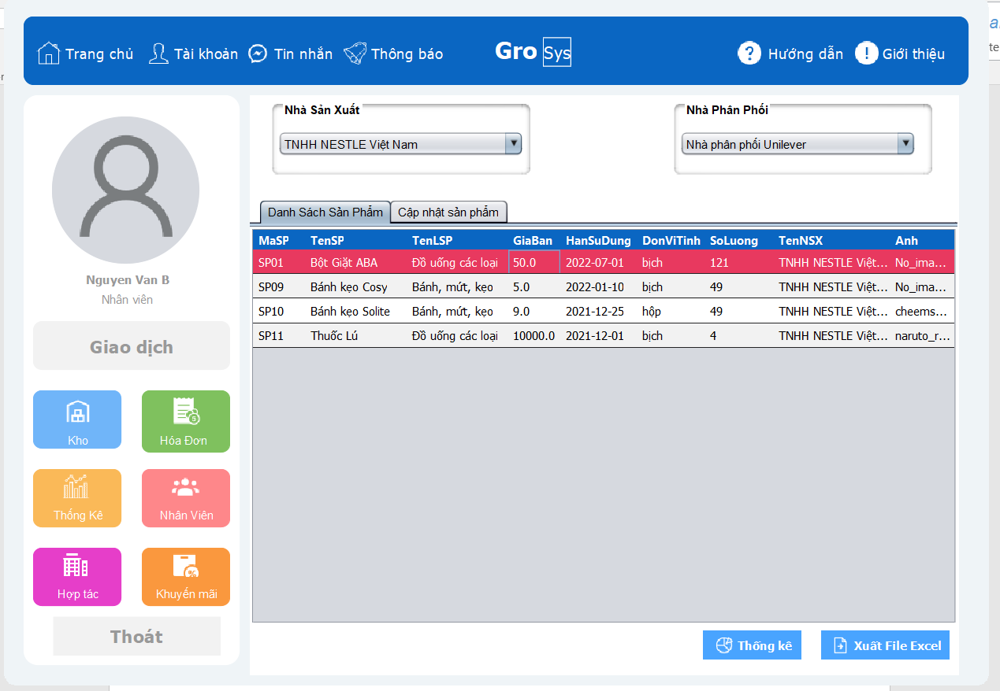 Trang chủ Tài khoản Tin nhắn Thông báo Gro Sys Hướng dẫn Giới thiệu
Nguyen Van B
Nhân viên
Giao dịch
Kho Hóa Đơn
Thống Kê Nhân Viên
Hợp tác Khuyến mãi
Thoát
Nhà Sản Xuất Nhà Phân Phối
TNHH NESTLE Việt Nam Nhà phân phối Unilever
Danh Sách Sản Phẩm Cập nhật sản phẩm
MaSP TenSP TenLSP GiaBan HanSuDung DonViTinh SoLuong TenNSX Anh
SP01 Bột Giặt ABA Đồ uống các loại 50.0 2022-07-01 bịch 121 TNHH NESTLE Việt... No_ima...
SP09 Bánh kẹo Cosy Bánh, mứt, kẹo 5.0 2022-01-10 bịch 49 TNHH NESTLE Việt... No_ima...
SP10 Bánh kẹo Solite Bánh, mứt, kẹo 9.0 2021-12-25 hộp 49 TNHH NESTLE Việt... cheems...
SP11 Thuốc Lú Đồ uống các loại 10000.0 2021-12-01 bịch 4 TNHH NESTLE Việt... naruto_r...
Thống kê Xuất File Excel